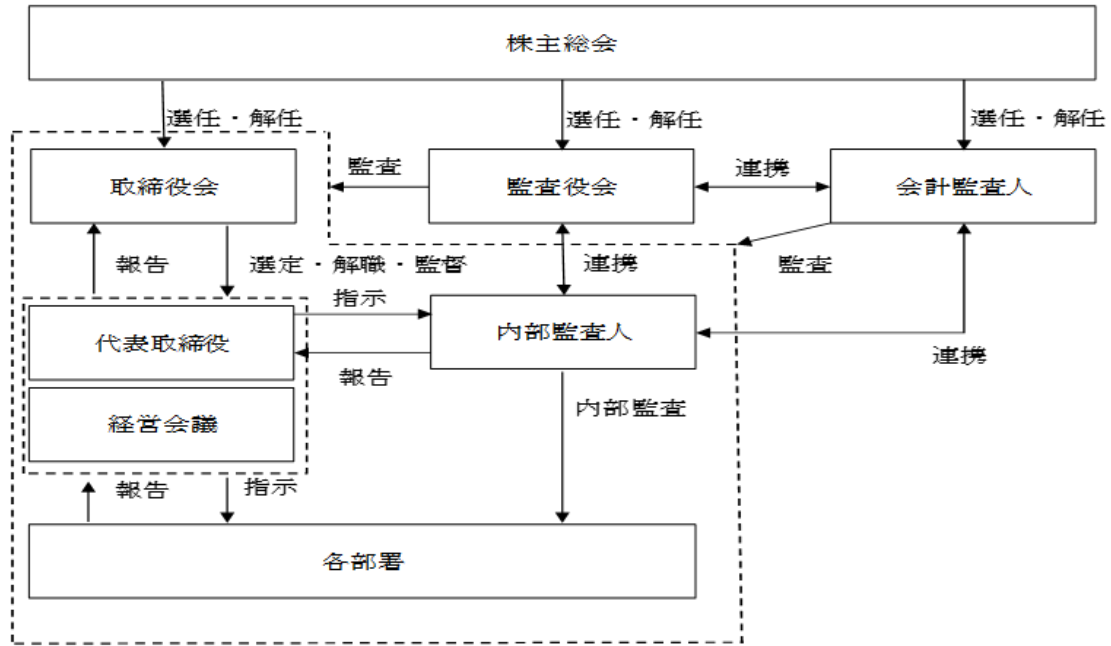 株主総会
選任・解任
選任・解任
選任・解任
取締役会
監査
監査役会
連携
会計監査人
報告
選定・解職・監督
連携
監査
指示
代表取締役
内部監査人
報告
連携
経営会議
内部監査
報告
指示
各部署